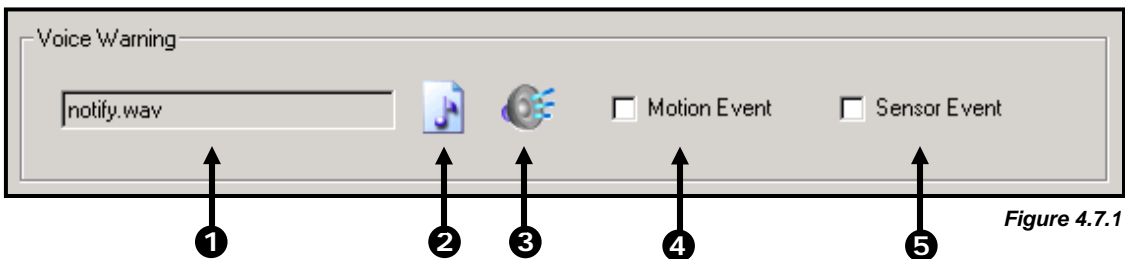 Voice Warning
notify.wav
Motion Event
Sensor Event
Figure 4.7.1
1 2 3 4 5